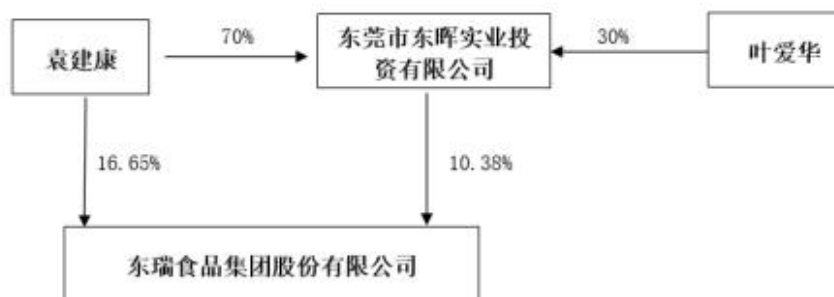 70%
东莞市东晖实业投
资有限公司
30%
袁建康
叶爱华
16.65%
10.38%
东瑞食品集团股份有限公司